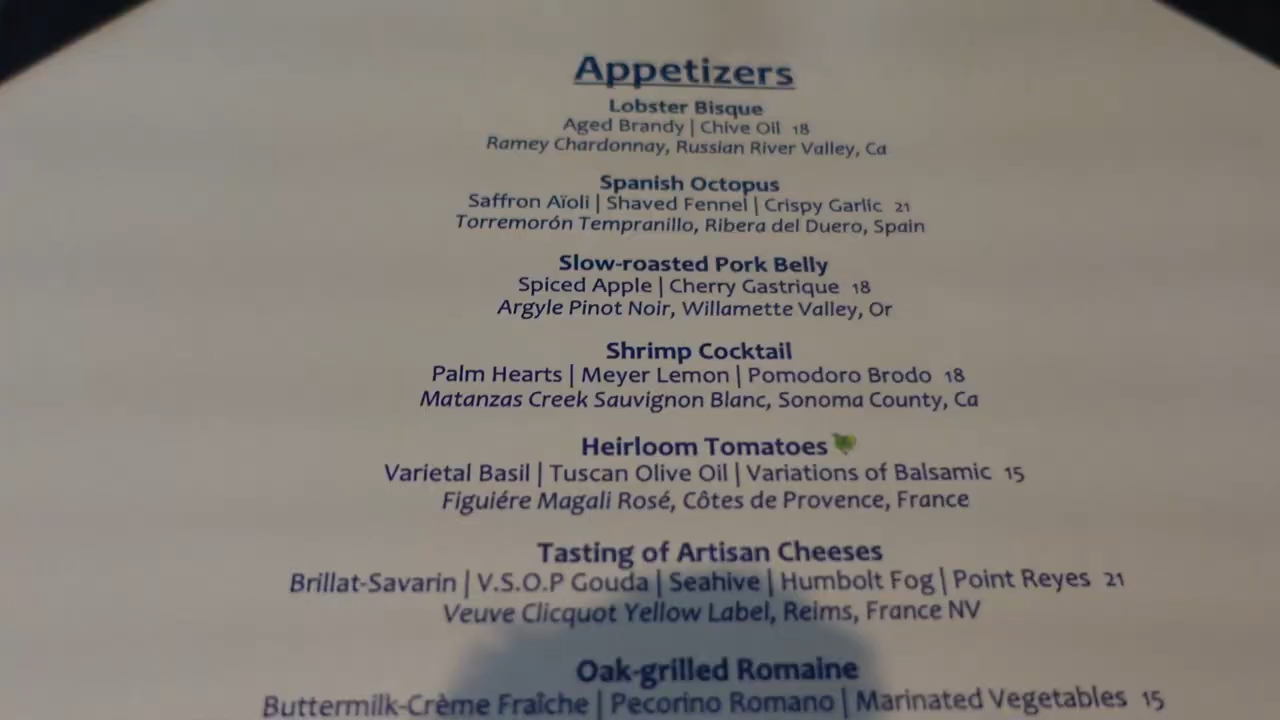 Appetizers
Lobster Bisque
Aged Brandy | Chive Oil 18
Ramey Chardonnay, Russian River Valley, Ca
Spanish Octopus
Saffron Aïoli | Shaved Fennel | Crispy Garlic 21
Torremorón Tempranillo, Ribera del Duero, Spain
Slow-roasted Pork Belly
Spiced Apple | Cherry Gastrique 18
Argyle Pinot Noir, Willamette Valley, Or
Shrimp Cocktail
Palm Hearts | Meyer Lemon | Pomodoro Brodo 18
Matanzas Creek Sauvignon Blanc, Sonoma County, Ca
Heirloom Tomatoes
Varietal Basil | Tuscan Olive Oil | Variations of Balsamic 15
Figuiére Magali Rosé, Côtes de Provence, France
Tasting of Artisan Cheeses
Brillat-Savarin | V.S.O.P Gouda | Seahive | Humbolt Fog | Point Reyes 21
Veuve Clicquot Yellow Label, Reims, France NV
Oak-grilled Romaine
Buttermilk-Crème Fraîche | Pecorino Romano | Marinated Vegetables 15